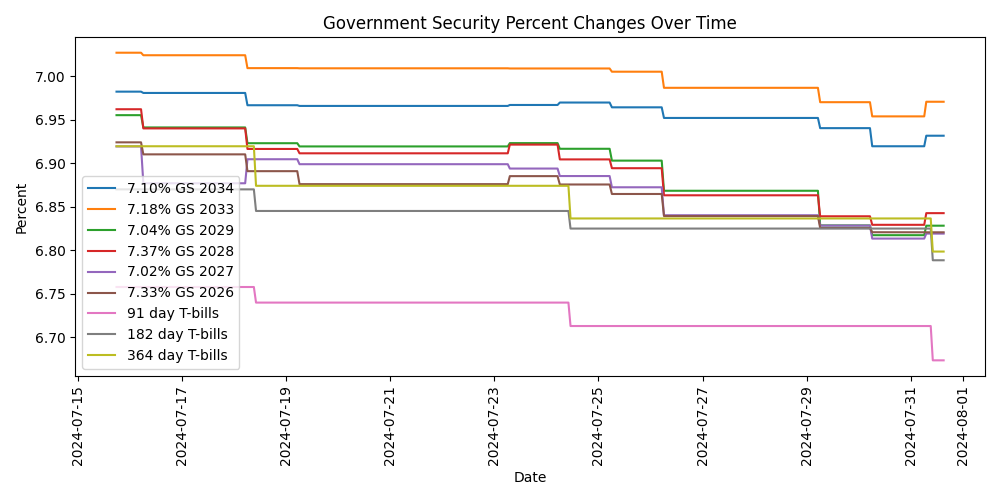 Government Security Percent Changes Over Time
Percent
7.00
6.95
6.90
6.85
6.80
6.75
6.70
7.10% GS 2034
7.18% GS 2033
7.04% GS 2029
7.37% GS 2028
7.02% GS 2027
7.33% GS 2026
91 day T-bills
182 day T-bills
364 day T-bills
2024-07-15
2024-07-17
2024-07-19
2024-07-21
2024-07-23
2024-07-25
2024-07-27
2024-07-29
2024-07-31
2024-08-01
Date